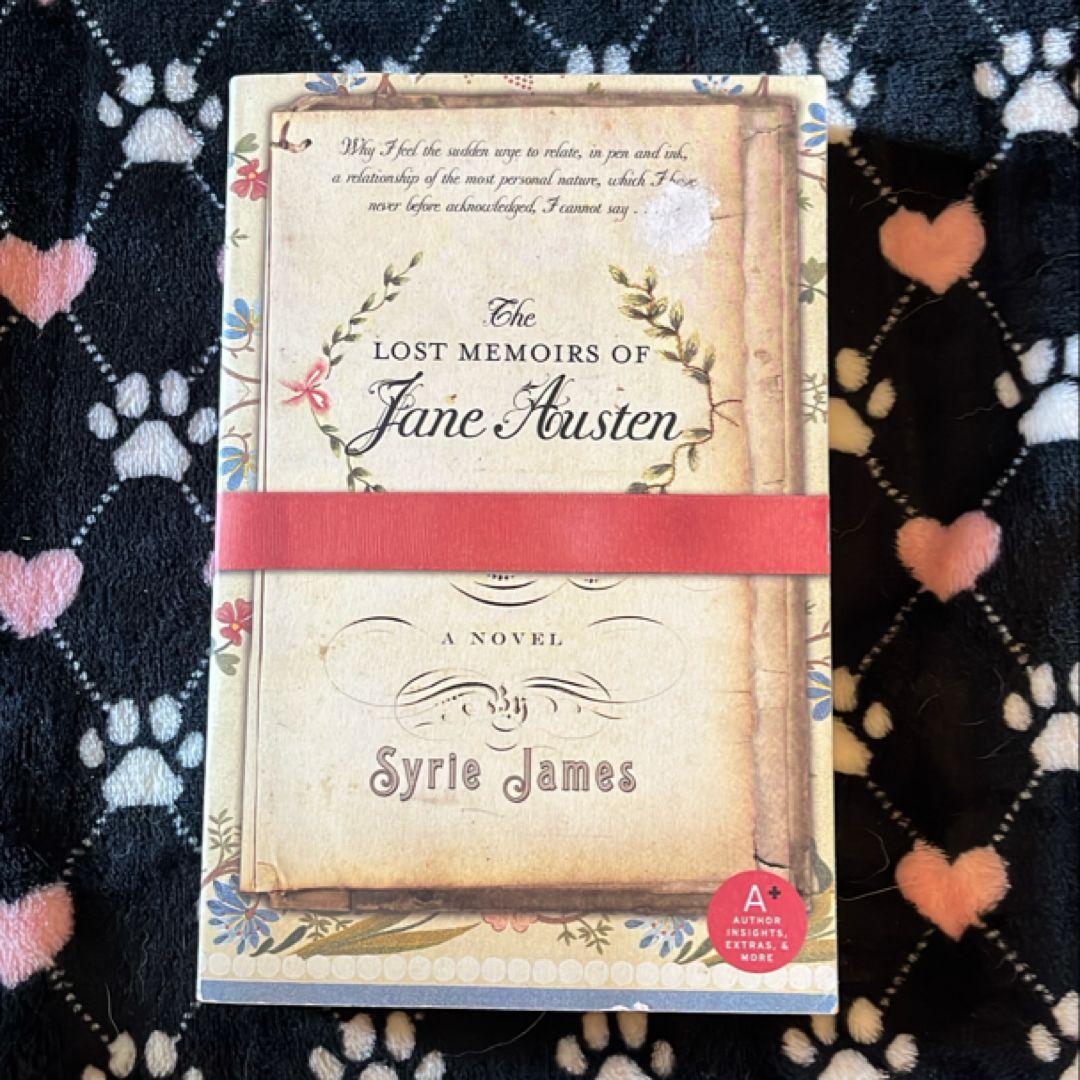 Why I feel the sudden urge to relate, in pen and ink,
a relationship of the most personal nature, which I have
never before acknowledged, I cannot say . . .
The
LOST MEMOIRS OF
Jane Austen
A NOVEL
By
Syrie James
A+
AUTHOR
INSIGHTS,
EXTRAS, &
MORE